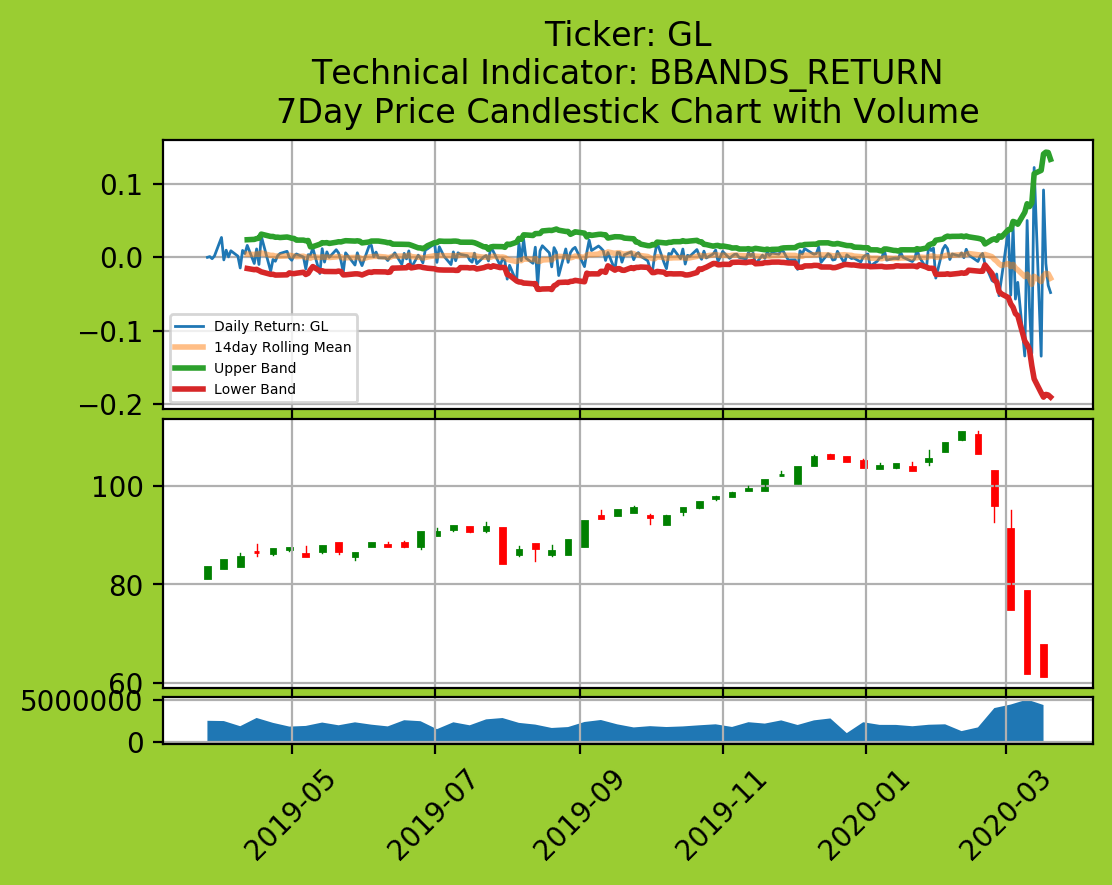 Ticker: GL
Technical Indicator: BBANDS_RETURN
7Day Price Candlestick Chart with Volume
0.1
0.0
−0.1
−0.2
Daily Return: GL
14day Rolling Mean
Upper Band
Lower Band
100
80
60
5000000
0
2019-05
2019-07
2019-09
2019-11
2020-01
2020-03